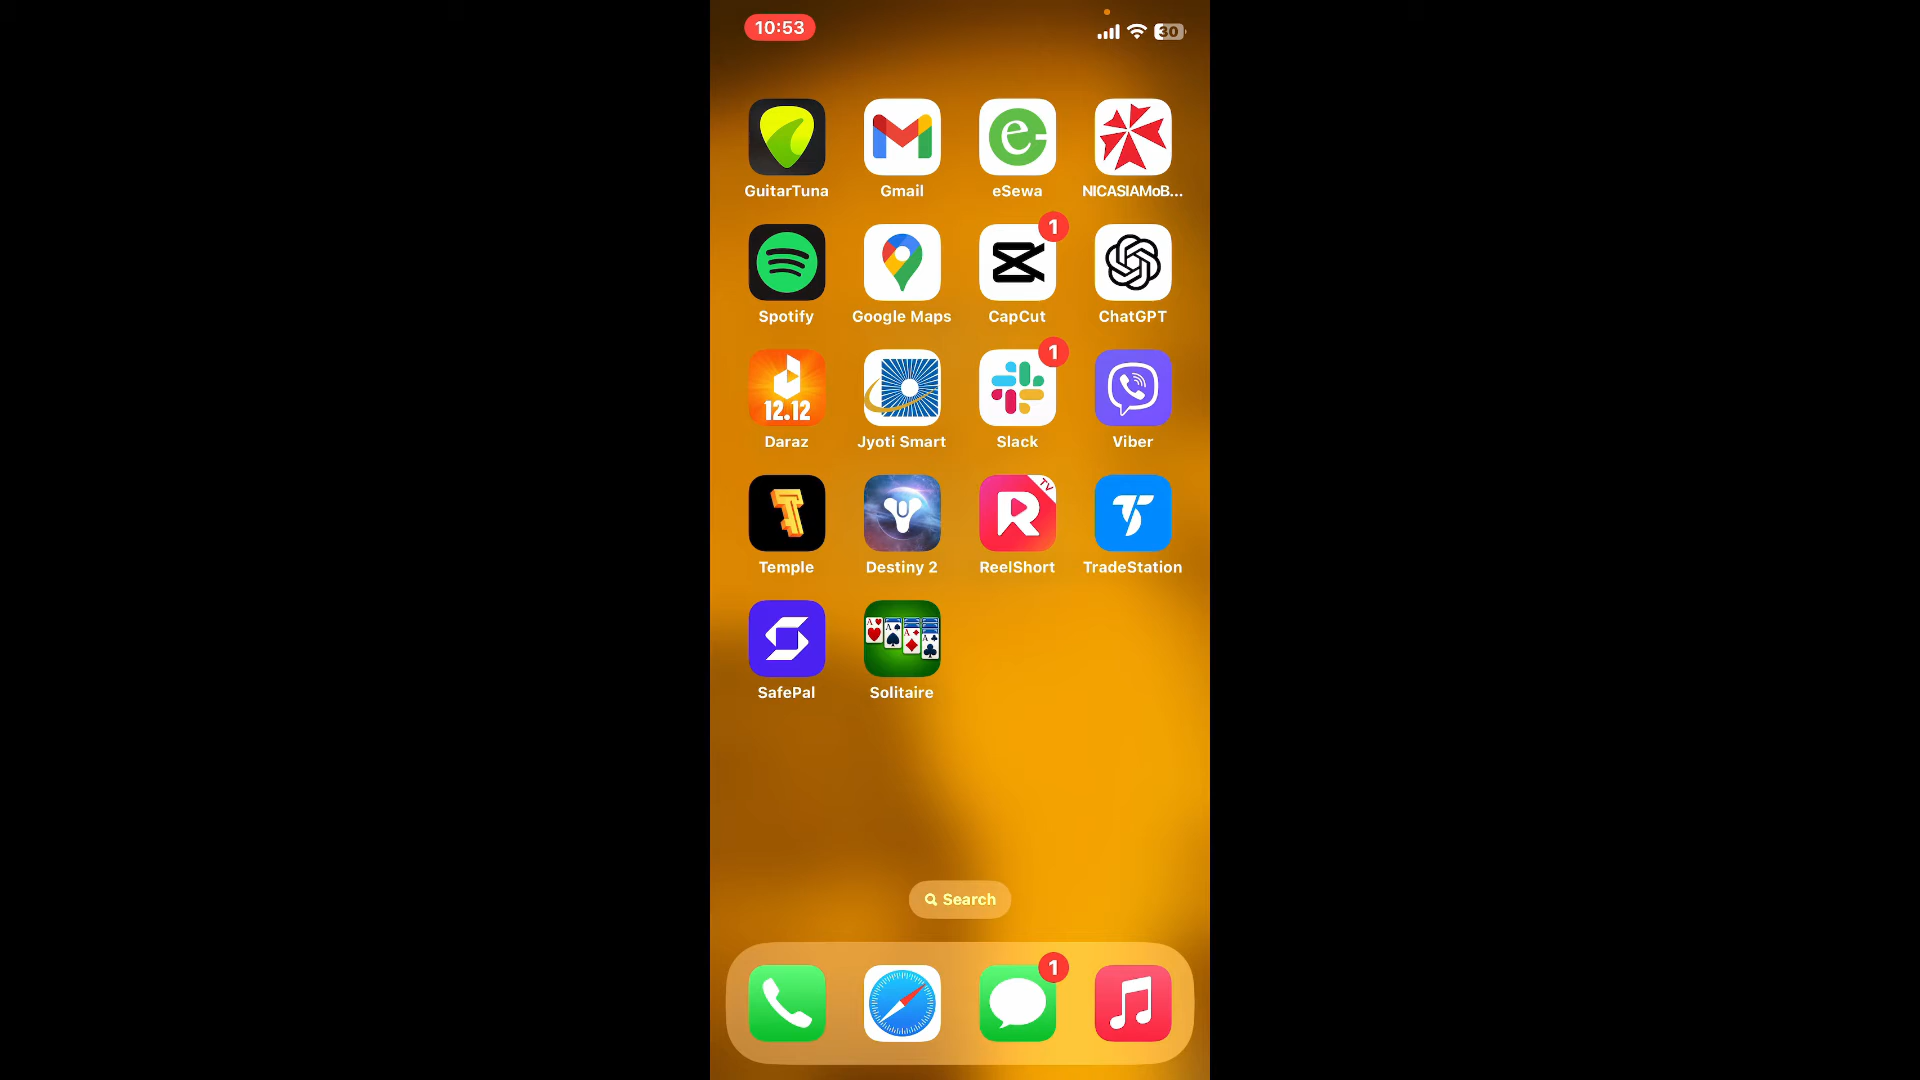 10:53
30
GuitarTuna
Gmail
eSewa
NICASIAMoB...
1
Spotify
Google Maps
CapCut
ChatGPT
12.12
1
Daraz
Jyoti Smart
Slack
Viber
TV
Temple
Destiny 2
ReelShort
TradeStation
A A A A
SafePal
Solitaire
Search
1